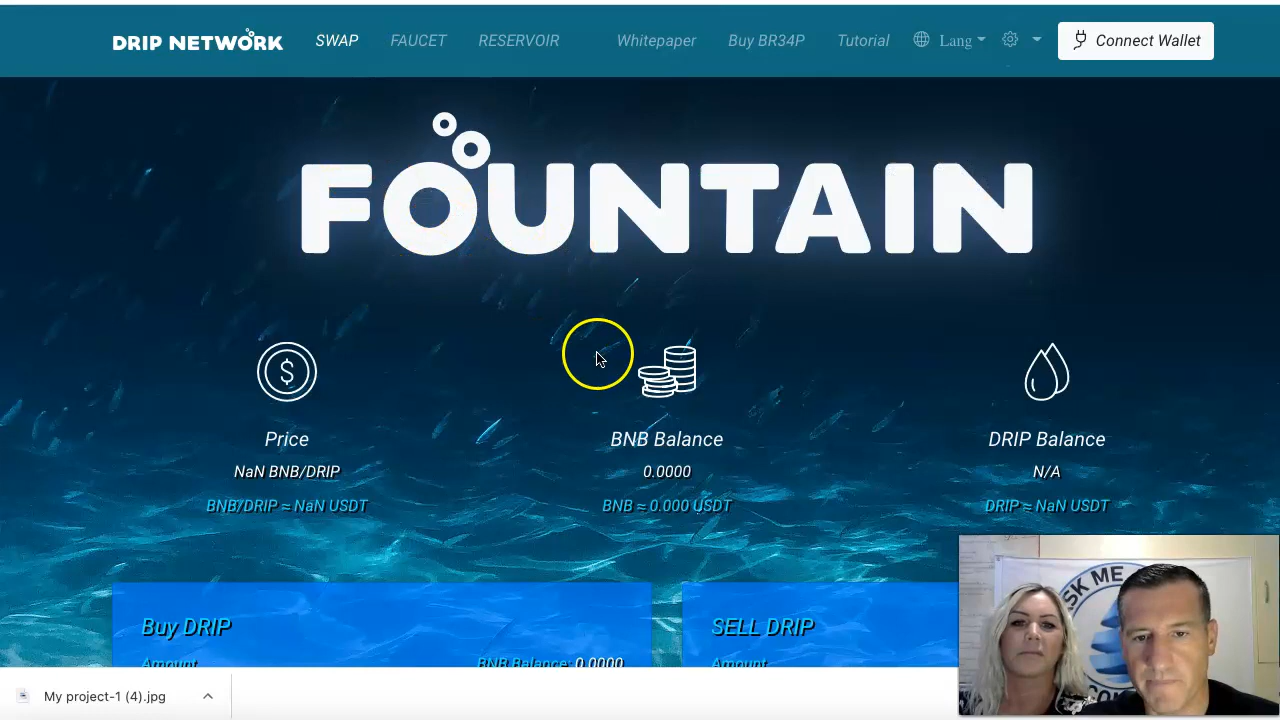 DRIP NETWORK SWAP FAUCET RESERVOIR Whitepaper Buy BR34P Tutorial Lang Connect Wallet
FOUNTAIN
Price BNB Balance DRIP Balance
NaN BNB/DRIP 0.0000 N/A
BNB/DRIP ≈ NaN USDT BNB ≈ 0.000 USDT DRIP ≈ NaN USDT
Buy DRIP SELL DRIP
Amount BNB Balance: 0.0000 Amount
My project-1 (4).jpg
ME